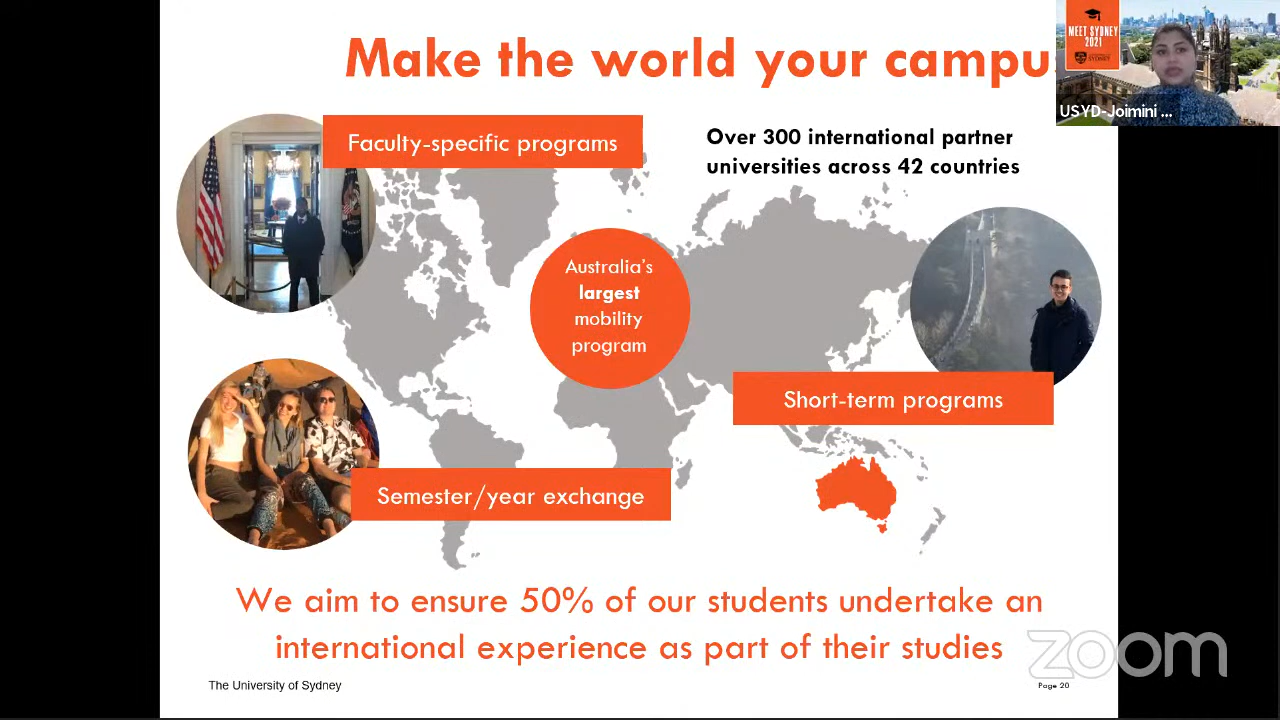 Make the world your campu
MEET SYDNEY
2021
SYDNEY
USYD-Joimini ...
Faculty-specific programs
Over 300 international partner
universities across 42 countries
Australia's
largest
mobility
program
Short-term programs
Semester/year exchange
We aim to ensure 50% of our students undertake an
international experience as part of their studies
zoom
The University of Sydney
Page 20